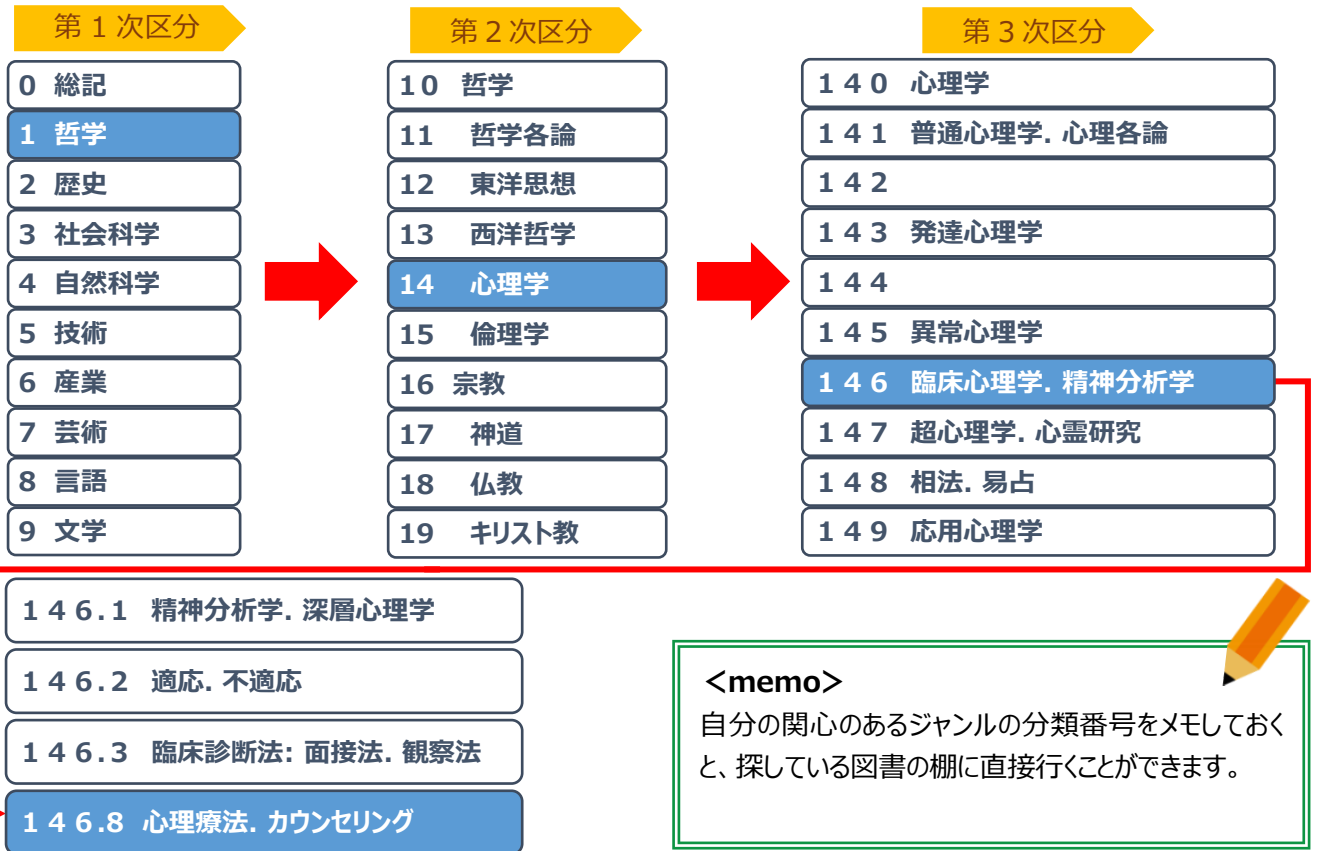 第１次区分
0 総記
1 哲学
2 歴史
3 社会科学
4 自然科学
5 技術
6 産業
7 芸術
8 言語
9 文学
第２次区分
10 哲学
11 哲学各論
12 東洋思想
13 西洋哲学
14 心理学
15 倫理学
16 宗教
17 神道
18 仏教
19 キリスト教
第３次区分
１４０ 心理学
１４１ 普通心理学. 心理各論
１４２
１４３ 発達心理学
１４４
１４５ 異常心理学
１４６ 臨床心理学. 精神分析学
１４７ 超心理学. 心霊研究
１４８ 相法. 易占
１４９ 応用心理学
１４６.１ 精神分析学. 深層心理学
１４６.２ 適応. 不適応
１４６.３ 臨床診断法: 面接法. 観察法
１４６.８ 心理療法. カウンセリング
＜memo＞
自分の関心のあるジャンルの分類番号をメモしておく
と、探している図書の棚に直接行くことができます。